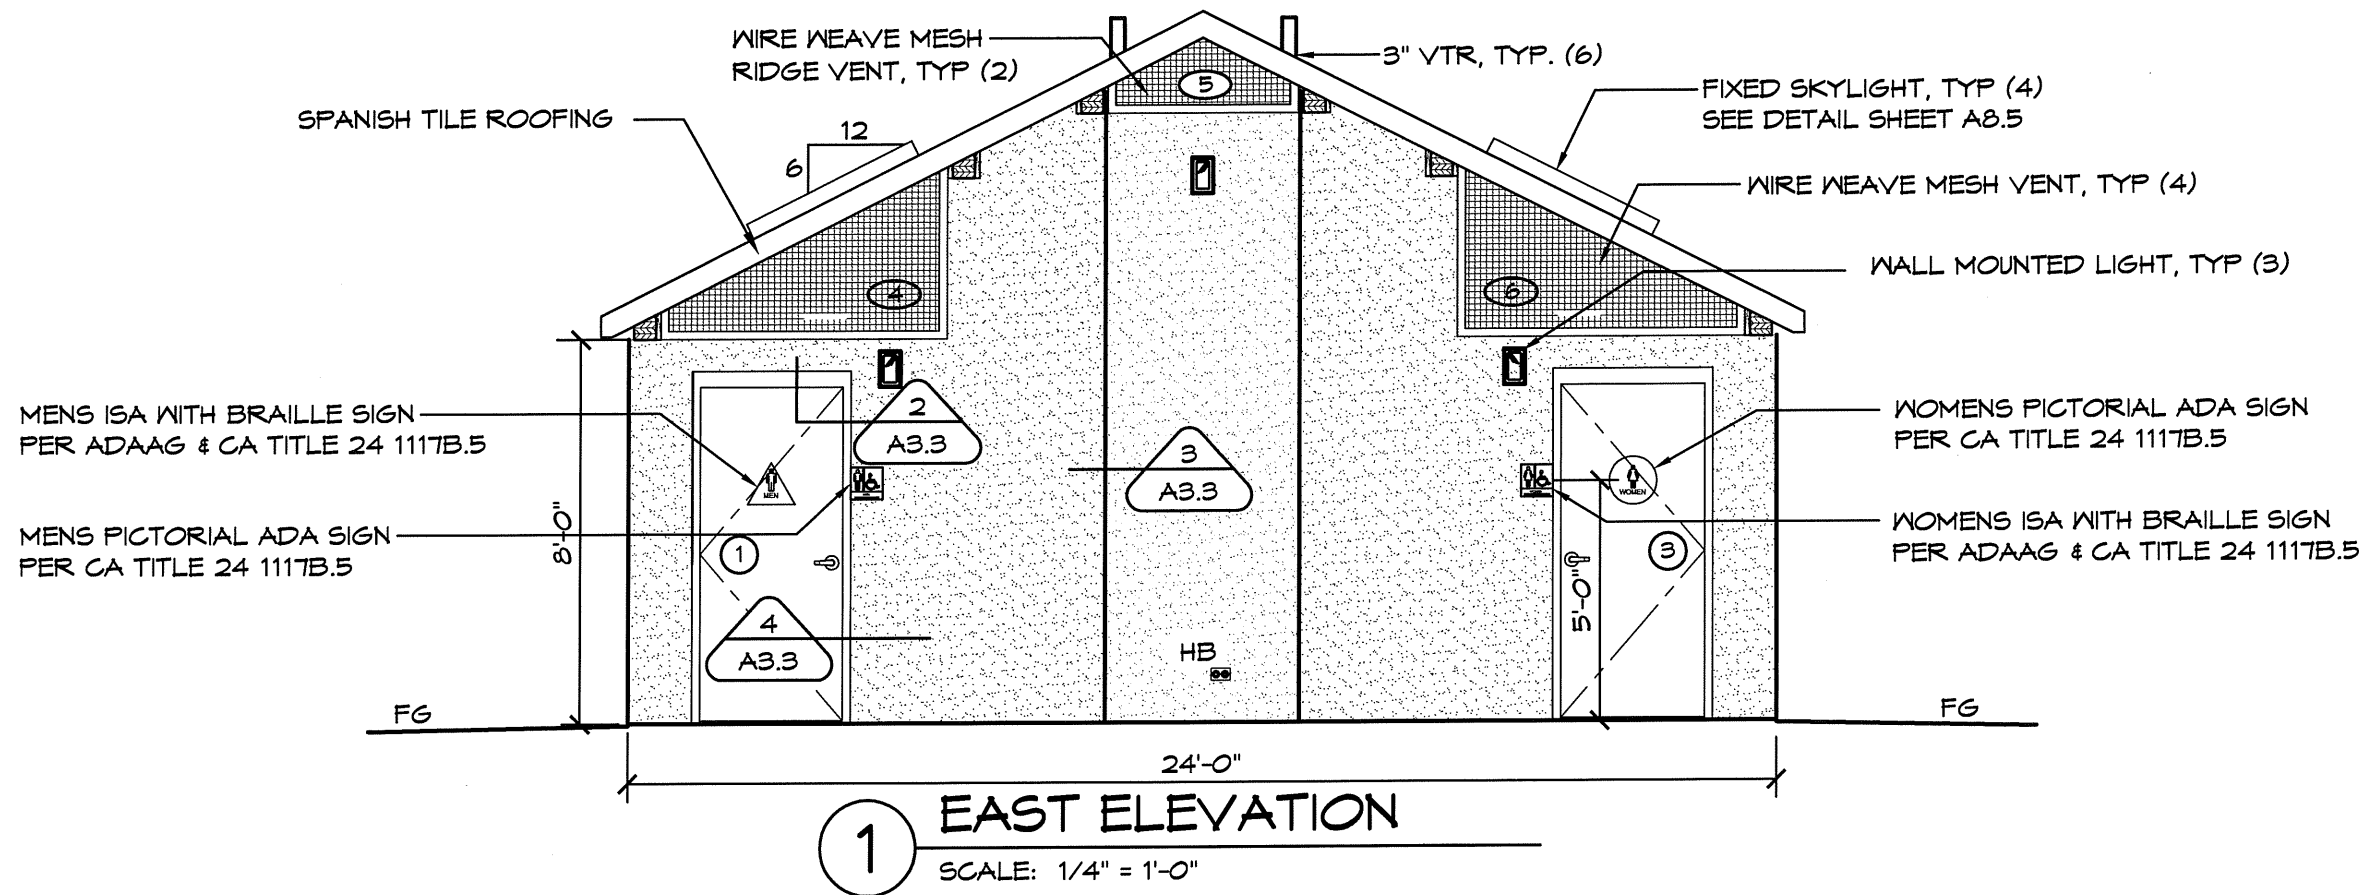 WIRE WEAVE MESH
RIDGE VENT, TYP (2)
3" VTR, TYP. (6)
5
FIXED SKYLIGHT, TYP (4)
SEE DETAIL SHEET A8.5
SPANISH TILE ROOFING
12
6
WIRE WEAVE MESH VENT, TYP (4)
WALL MOUNTED LIGHT, TYP (3)
4
6
MENS ISA WITH BRAILLE SIGN
PER ADAAG & CA TITLE 24 1117B.5
2
A3.3
WOMENS PICTORIAL ADA SIGN
PER CA TITLE 24 1117B.5
3
A3.3
MEN
WOMEN
MENS PICTORIAL ADA SIGN
PER CA TITLE 24 1117B.5
8'-0"
1
3
WOMENS ISA WITH BRAILLE SIGN
PER ADAAG & CA TITLE 24 1117B.5
5'-0"
4
A3.3
HB
FG
FG
24'-0"
1
EAST ELEVATION
SCALE: 1/4" = 1'-0"